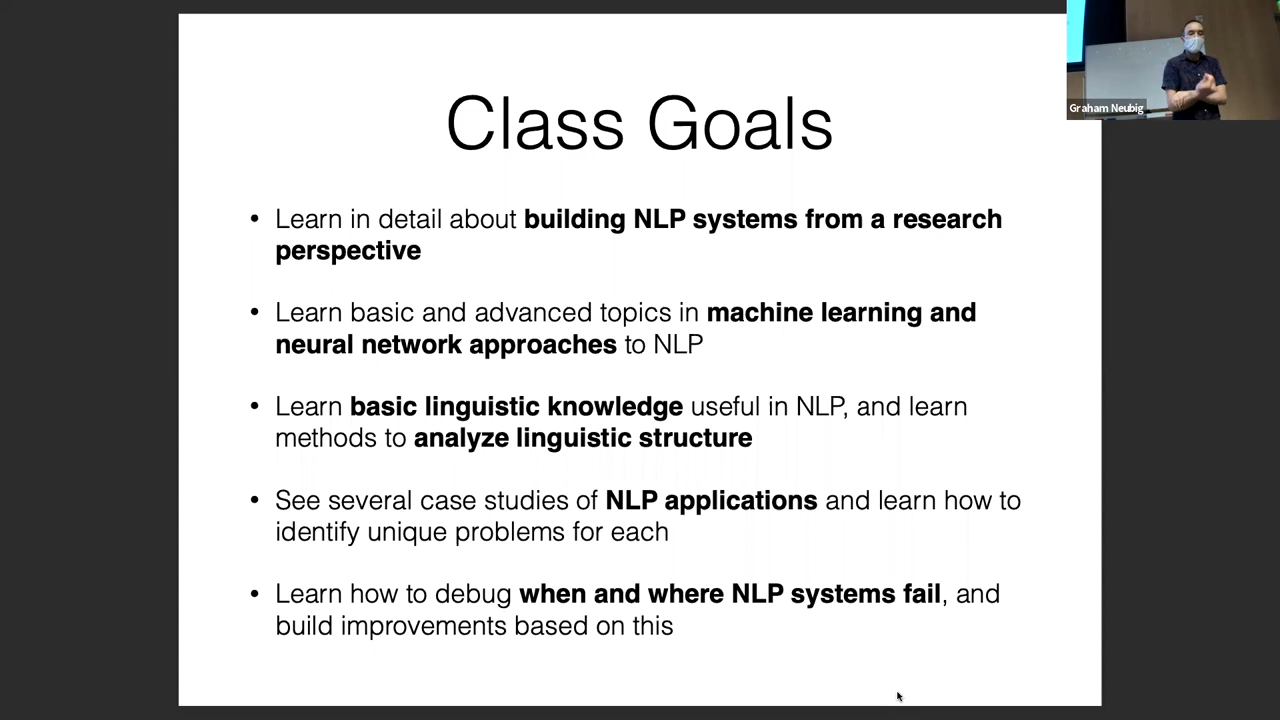 Class Goals
Graham Neubig
• Learn in detail about building NLP systems from a research
perspective
• Learn basic and advanced topics in machine learning and
neural network approaches to NLP
• Learn basic linguistic knowledge useful in NLP, and learn
methods to analyze linguistic structure
• See several case studies of NLP applications and learn how to
identify unique problems for each
• Learn how to debug when and where NLP systems fail, and
build improvements based on this